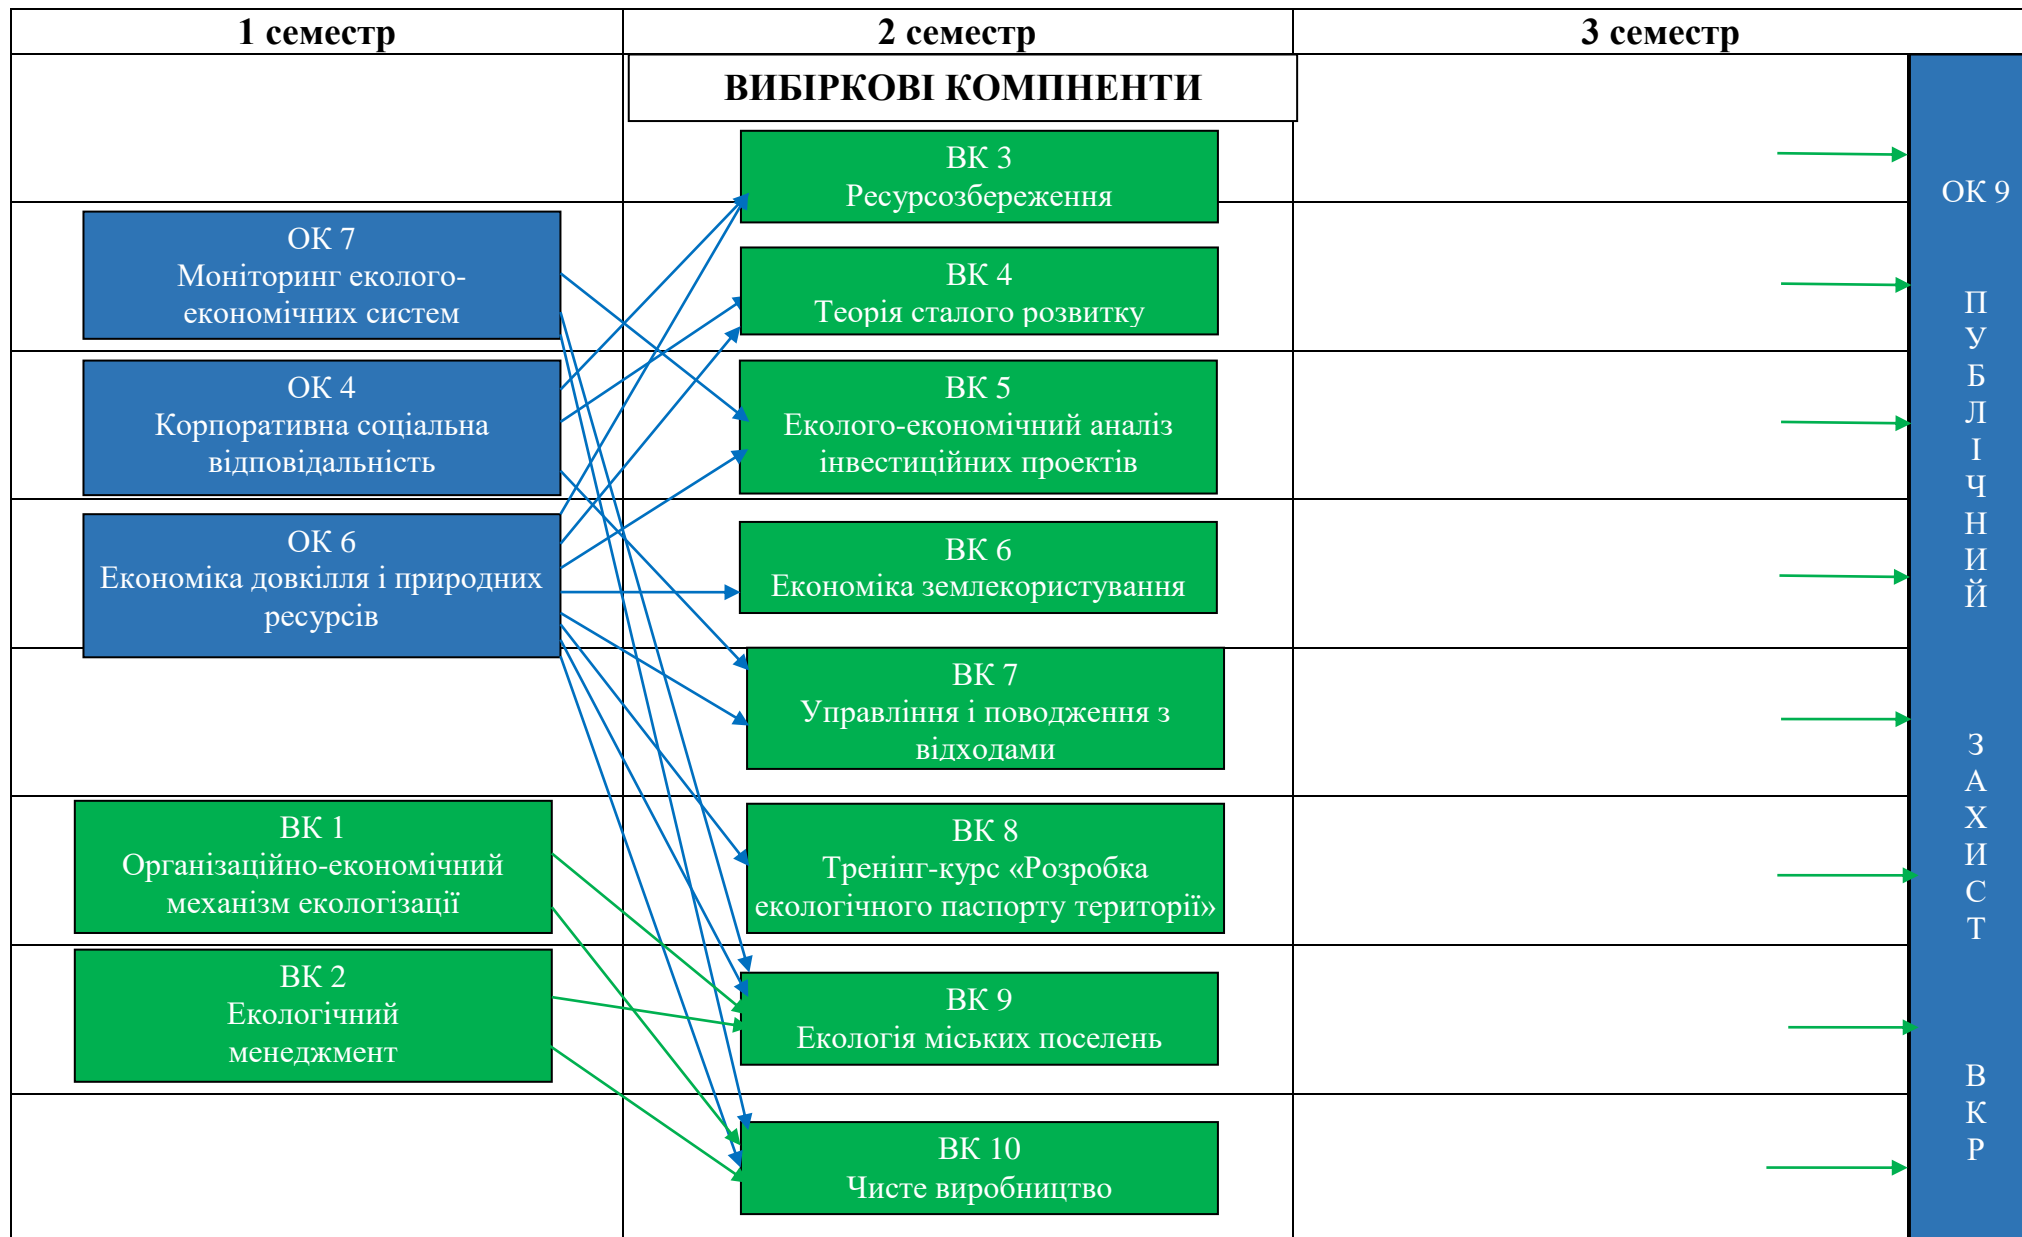 1 семестр
2 семестр
3 семестр
ВИБІРКОВІ КОМПНЕНТИ
ОК 7
Моніторинг еколого-
економічних систем
ОК 4
Корпоративна соціальна
відповідальність
ОК 6
Економіка довкілля і природних
ресурсів
ВК 1
Організаційно-економічний
механізм екологізації
ВК 2
Екологічний
менеджмент
ВК 3
Ресурсозбереження
ВК 4
Теорія сталого розвитку
ВК 5
Еколого-економічний аналіз
інвестиційних проектів
ВК 6
Економіка землекористування
ВК 7
Управління і поводження з
відходами
ВК 8
Тренінг-курс «Розробка
екологічного паспорту території»
ВК 9
Екологія міських поселень
ВК 10
Чисте виробництво
ОК 9
П
У
Б
Л
І
Ч
Н
И
Й
З
А
Х
И
С
Т
В
К
Р